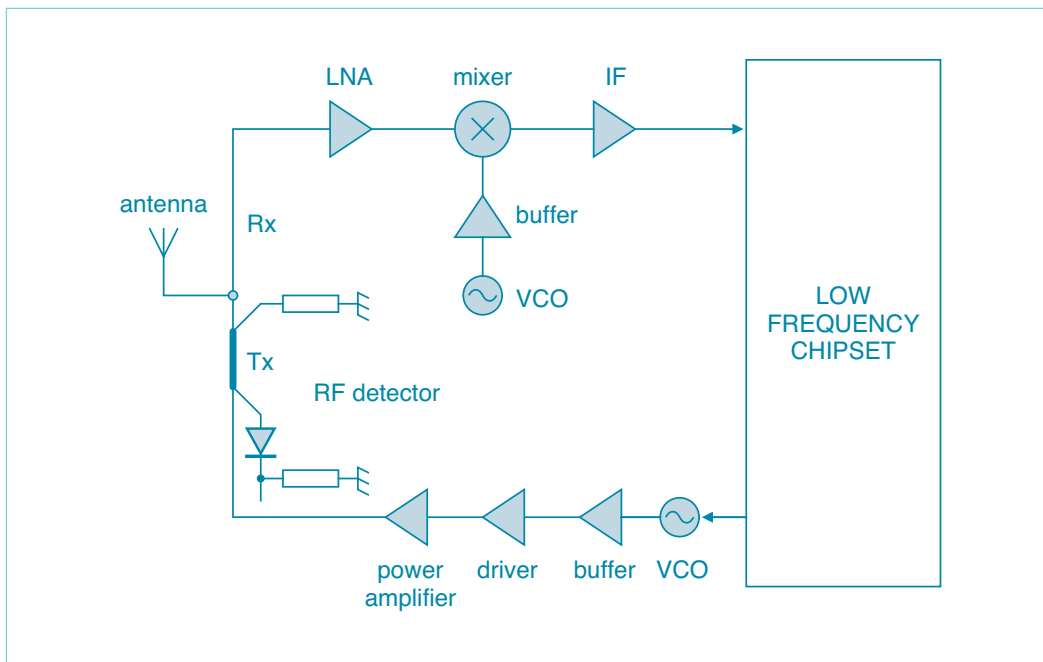 LNA
mixer
IF
antenna
Rx
buffer
VCO
LOW
FREQUENCY
CHIPSET
Tx
RF detector
power
amplifier
driver
buffer
VCO